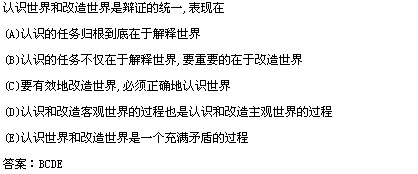 认识世界和改造世界是辩证的统一,表现在
(A)认识的任务归根到底在于解释世界
(B)认识的任务不仅在于解释世界,要重要的在于改造世界
(C)要有效地改造世界,必须正确地认识世界
(D)认识和改造客观世界的过程也是认识和改造主观世界的过程
(E)认识世界和改造世界是一个充满矛盾的过程
答案：BCDE